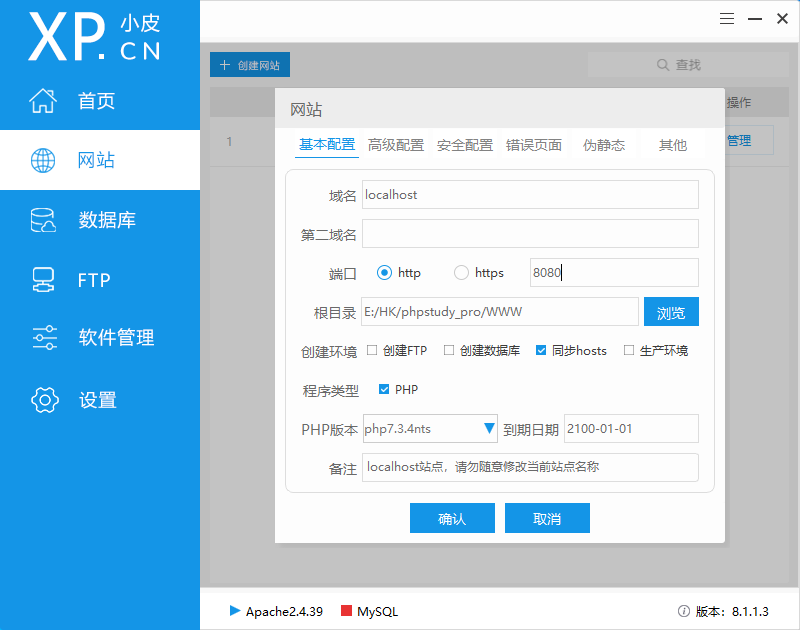 XP.CN 小皮
首页
网站
数据库
FTP
软件管理
设置
创建网站
查找
操作
1
管理
网站
基本配置 高级配置 安全配置 错误页面 伪静态 其他
域名 localhost
第二域名
端口 http https 8080
根目录 E:/HK/phpstudy_pro/WWW 浏览
创建环境 创建FTP 创建数据库 同步hosts 生产环境
程序类型 PHP
PHP版本 php7.3.4nts 到期日期 2100-01-01
备注 localhost站点，请勿随意修改当前站点名称
确认 取消
Apache2.4.39 MySQL 版本：8.1.1.3